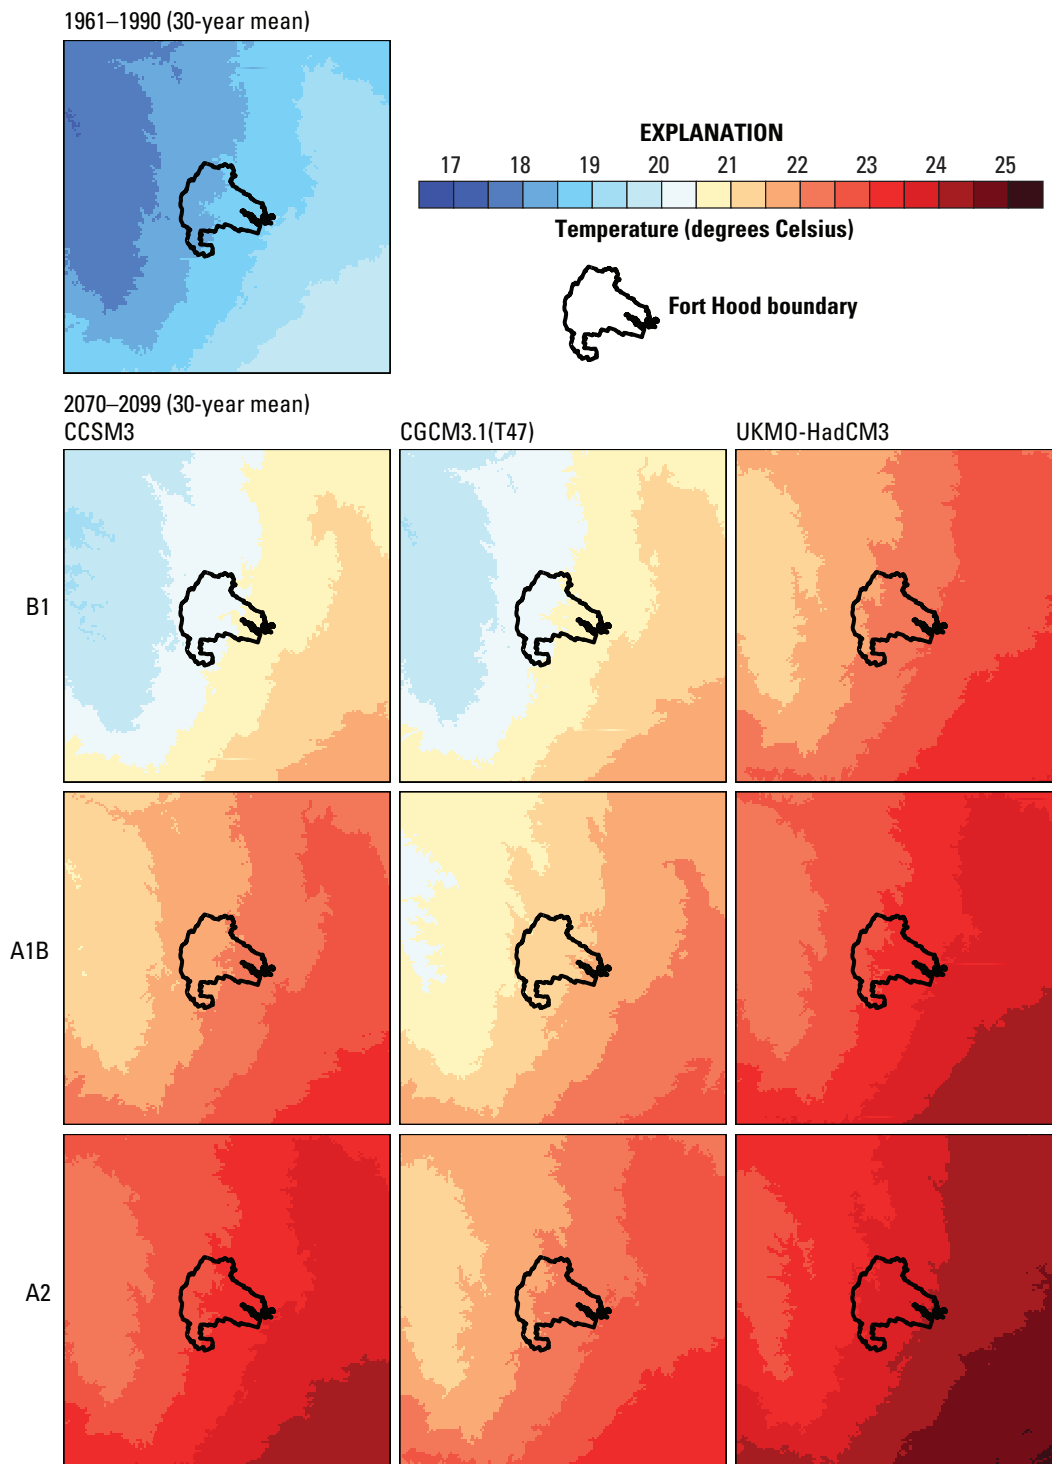 1961–1990 (30-year mean)
EXPLANATION
17 18 19 20 21 22 23 24 25
Temperature (degrees Celsius)
Fort Hood boundary
2070–2099 (30-year mean)
CCSM3 CGCM3.1(T47) UKMO-HadCM3
B1
A1B
A2